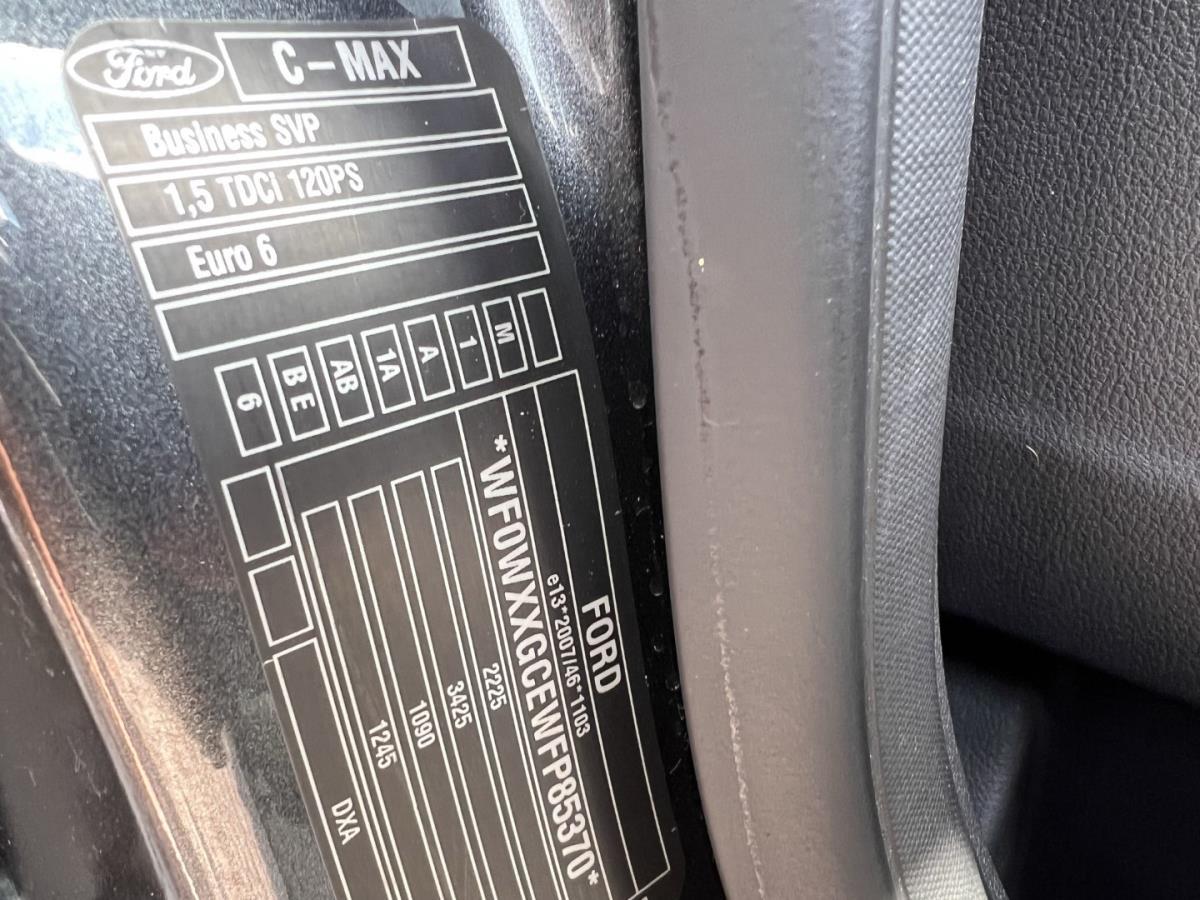 Ford
C-MAX
Business SVP
1,5 TDCi 120PS
Euro 6
6
BE
AB
1A
A
1
M
FORD
e13*2007/46*1103
*WF0WXXGCEWFP85370*
2225
3425
1090
1245
DXA